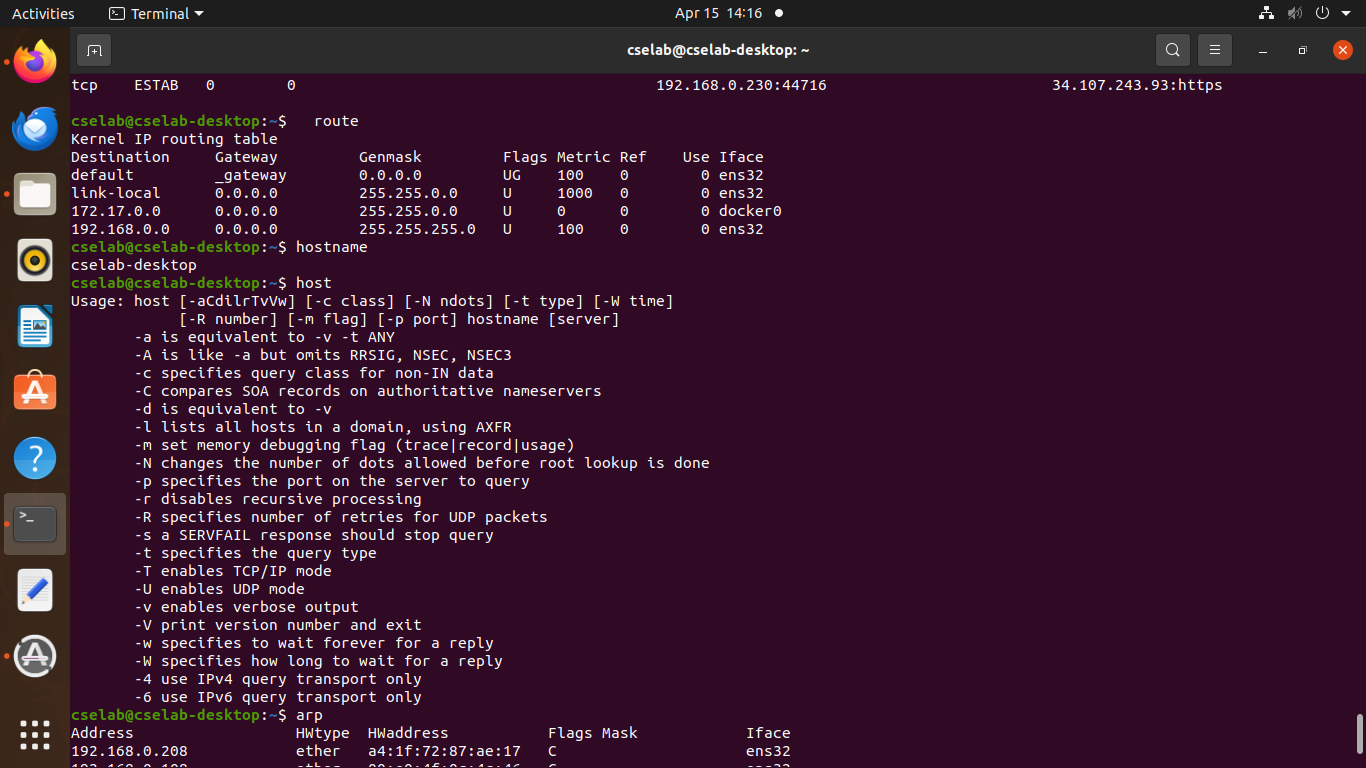 Activities Terminal Apr 15 14:16
cselab@cselab-desktop: ~
tcp ESTAB 0 0 192.168.0.230:44716 34.107.243.93:https
cselab@cselab-desktop:~$ route
Kernel IP routing table
Destination Gateway Genmask Flags Metric Ref Use Iface
default _gateway 0.0.0.0 UG 100 0 0 ens32
link-local 0.0.0.0 255.255.0.0 U 1000 0 0 ens32
172.17.0.0 0.0.0.0 255.255.0.0 U 0 0 0 docker0
192.168.0.0 0.0.0.0 255.255.255.0 U 100 0 0 ens32
cselab@cselab-desktop:~$ hostname
cselab-desktop
cselab@cselab-desktop:~$ host
Usage: host [-aCdilrTvVw] [-c class] [-N ndots] [-t type] [-W time]
[-R number] [-m flag] [-p port] hostname [server]
-a is equivalent to -v -t ANY
-A is like -a but omits RRSIG, NSEC, NSEC3
-c specifies query class for non-IN data
-C compares SOA records on authoritative nameservers
-d is equivalent to -v
-l lists all hosts in a domain, using AXFR
-m set memory debugging flag (trace|record|usage)
-N changes the number of dots allowed before root lookup is done
-p specifies the port on the server to query
-r disables recursive processing
-R specifies number of retries for UDP packets
-s a SERVFAIL response should stop query
-t specifies the query type
-T enables TCP/IP mode
-U enables UDP mode
-v enables verbose output
-V print version number and exit
-w specifies to wait forever for a reply
-W specifies how long to wait for a reply
-4 use IPv4 query transport only
-6 use IPv6 query transport only
cselab@cselab-desktop:~$ arp
Address HWtype HWaddress Flags Mask Iface
192.168.0.208 ether a4:1f:72:87:ae:17 C ens32